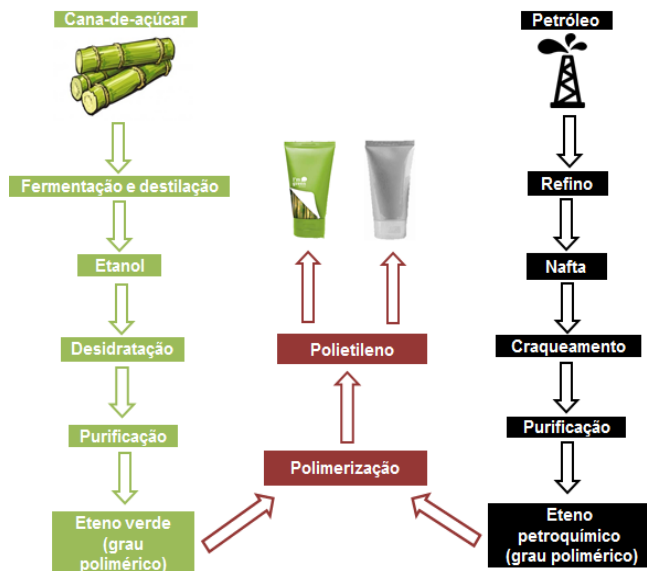 Cana-de-açúcar
Fermentação e destilação
Etanol
Desidratação
Purificação
Eteno verde
(grau
polimérico)
Polietileno
Polimerização
Petróleo
Refino
Nafta
Craqueamento
Purificação
Eteno
petroquímico
(grau polimérico)